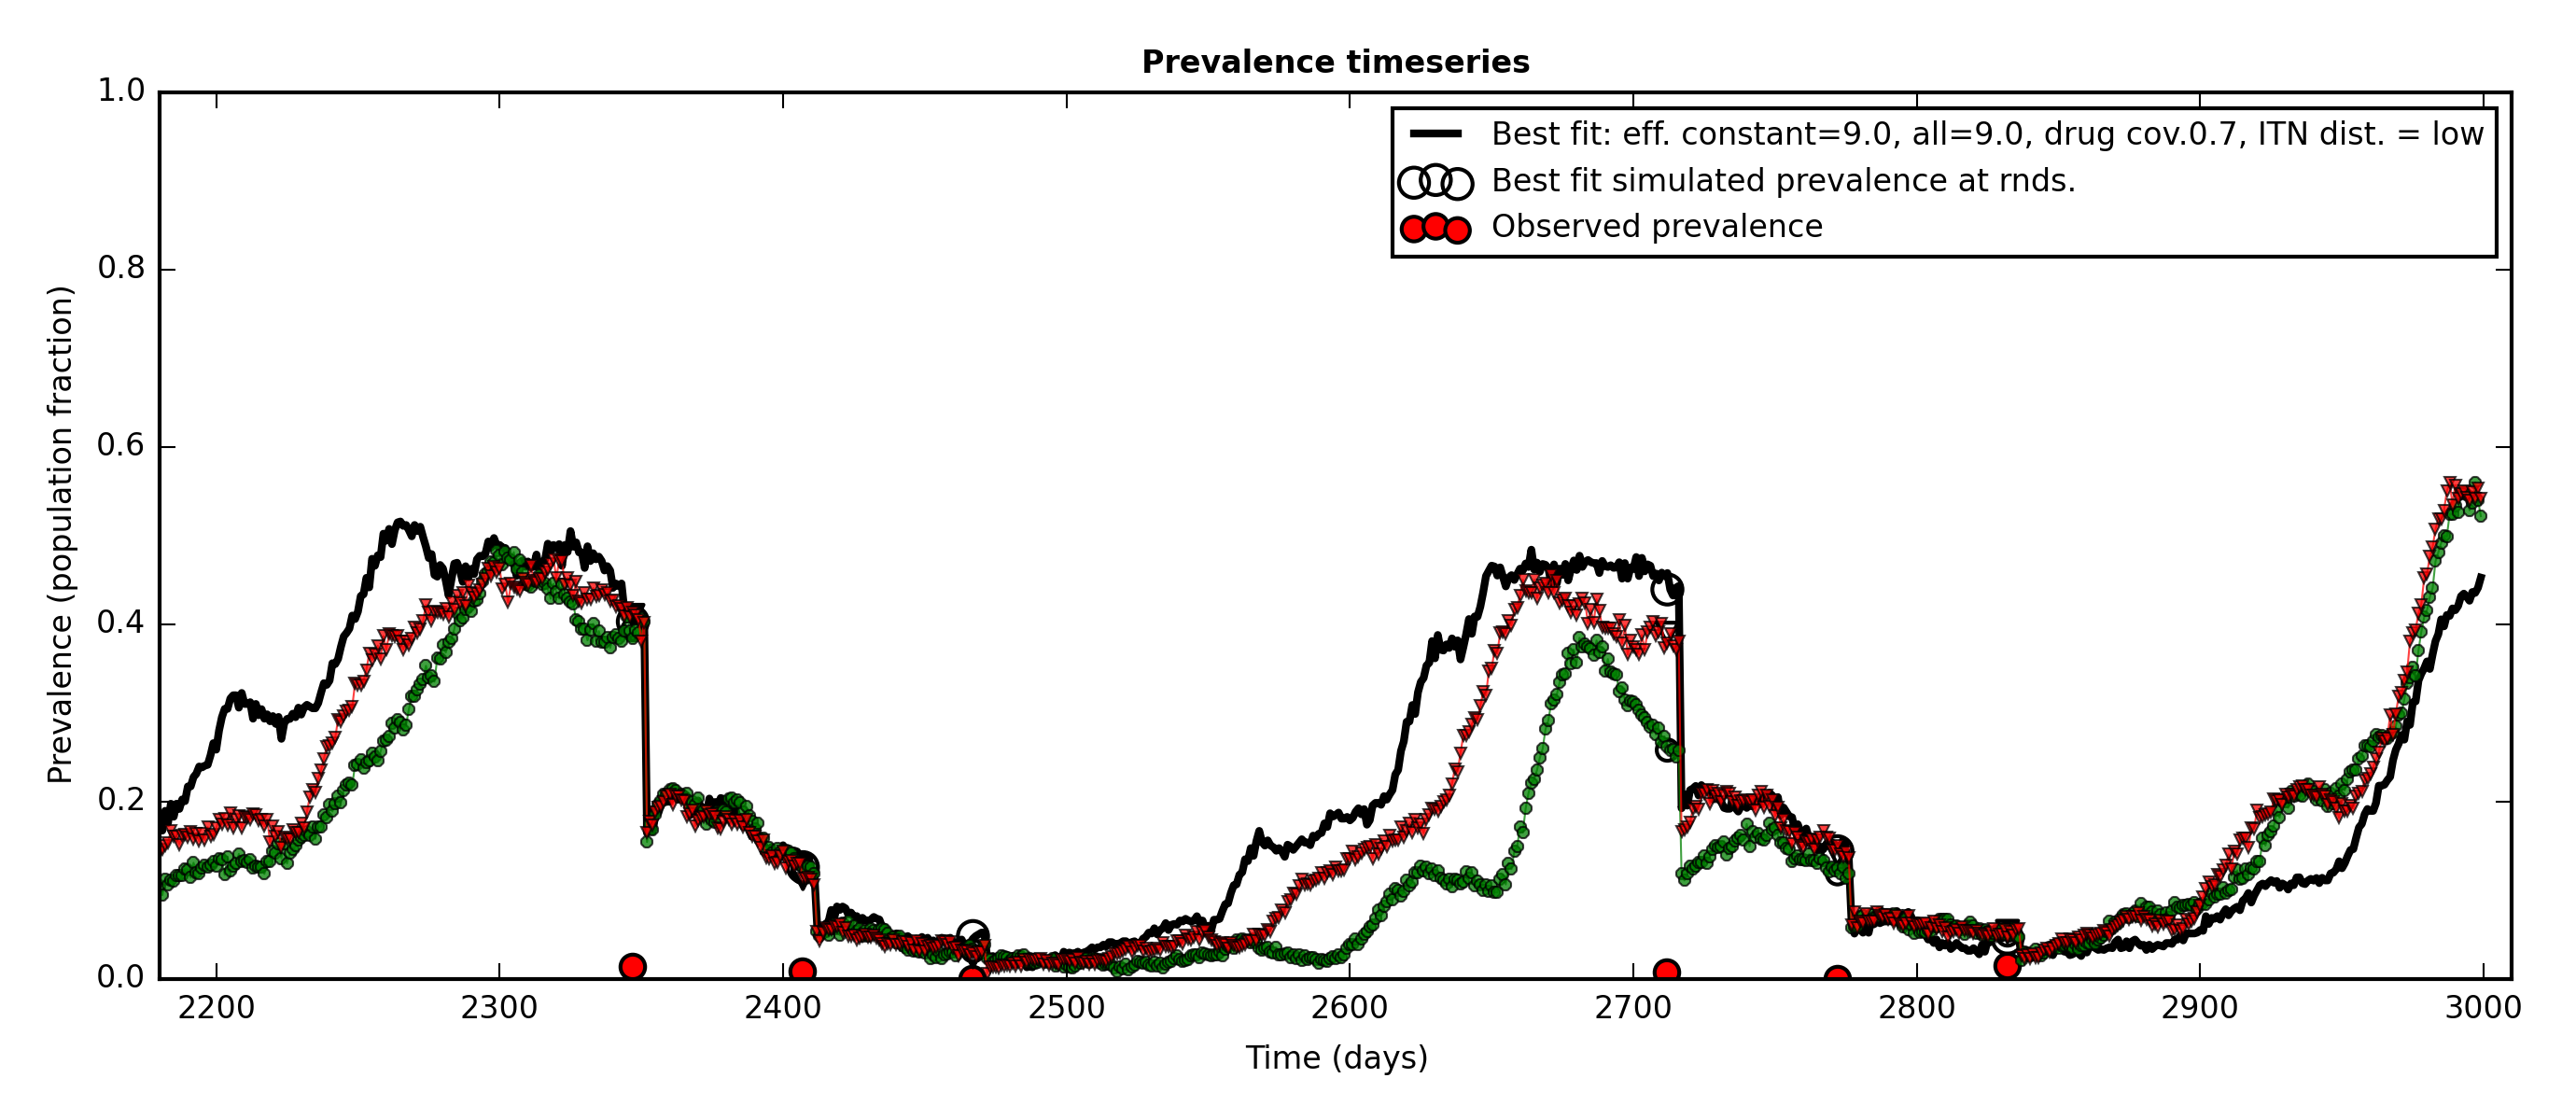 Prevalence timeseries
1.0
0.8
0.6
0.4
0.2
0.0
Prevalence (population fraction)
Best fit: eff. constant=9.0, all=9.0, drug cov.0.7, ITN dist. = low
Best fit simulated prevalence at rnds.
Observed prevalence
2200 2300 2400 2500 2600 2700 2800 2900 3000
Time (days)